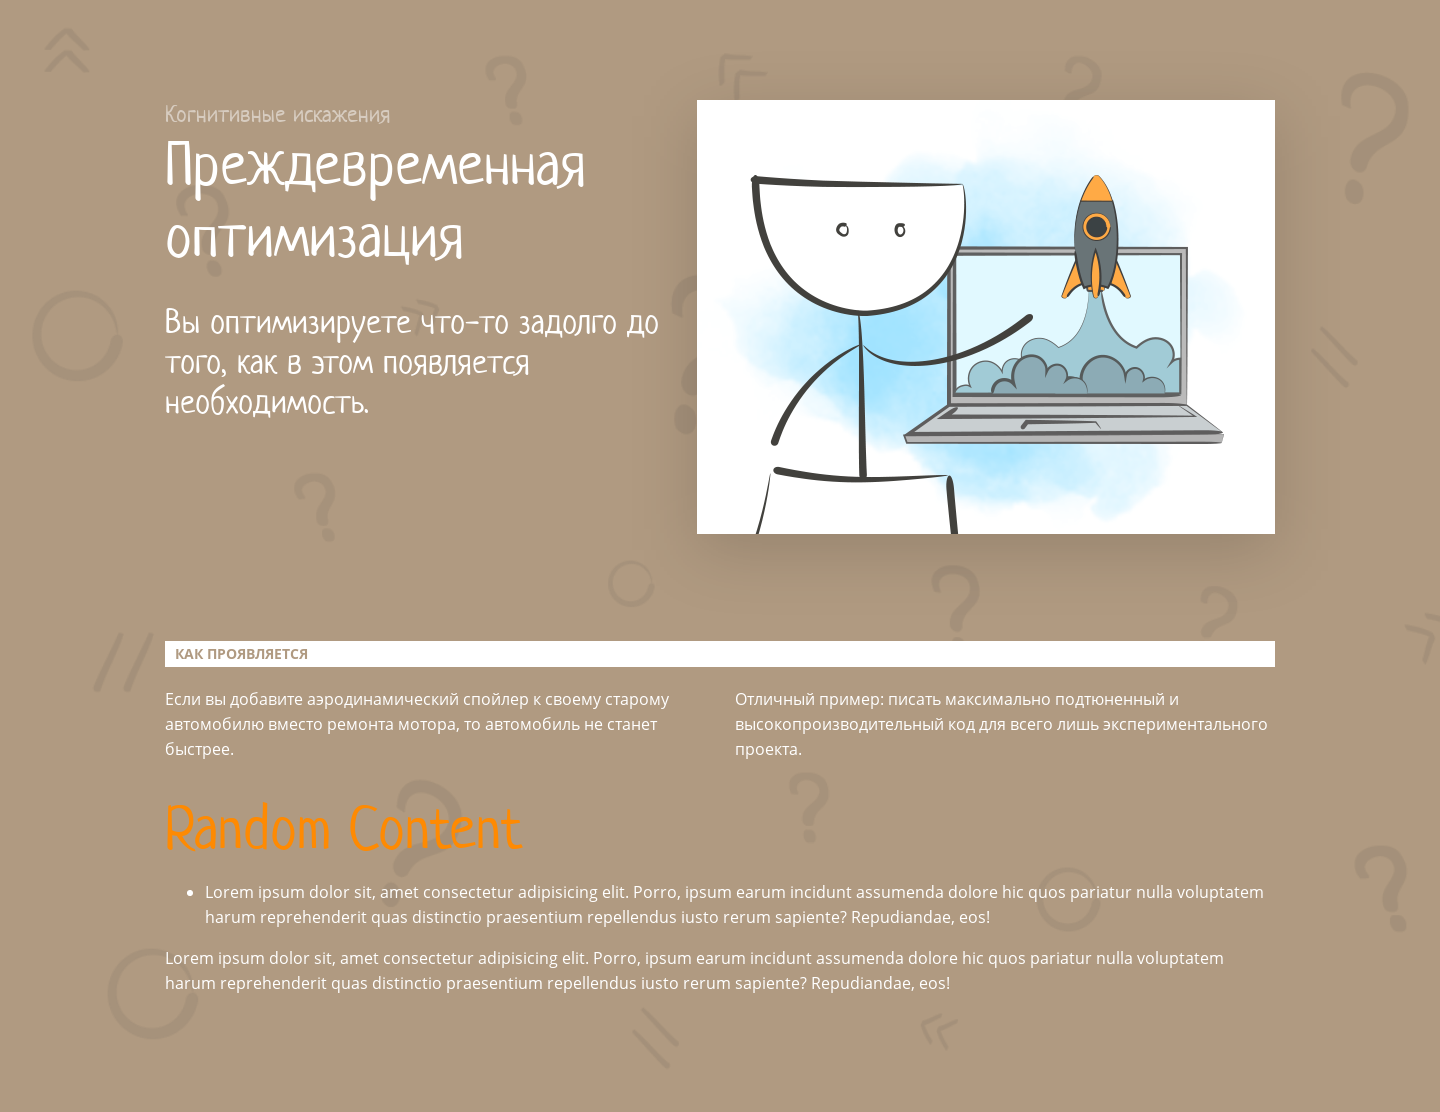 Когнитивные искажения
Преждевременная
оптимизация
Вы оптимизируете что-то задолго до
того, как в этом появляется
необходимость.
КАК ПРОЯВЛЯЕТСЯ
Если вы добавите аэродинамический спойлер к своему старому
автомобилю вместо ремонта мотора, то автомобиль не станет
быстрее.
Отличный пример: писать максимально подтюненный и
высокопроизводительный код для всего лишь экспериментального
проекта.
Random Content
• Lorem ipsum dolor sit, amet consectetur adipisicing elit. Porro, ipsum earum incidunt assumenda dolore hic quos pariatur nulla voluptatem
harum reprehenderit quas distinctio praesentium repellendus iusto rerum sapiente? Repudiandae, eos!
Lorem ipsum dolor sit, amet consectetur adipisicing elit. Porro, ipsum earum incidunt assumenda dolore hic quos pariatur nulla voluptatem
harum reprehenderit quas distinctio praesentium repellendus iusto rerum sapiente? Repudiandae, eos!